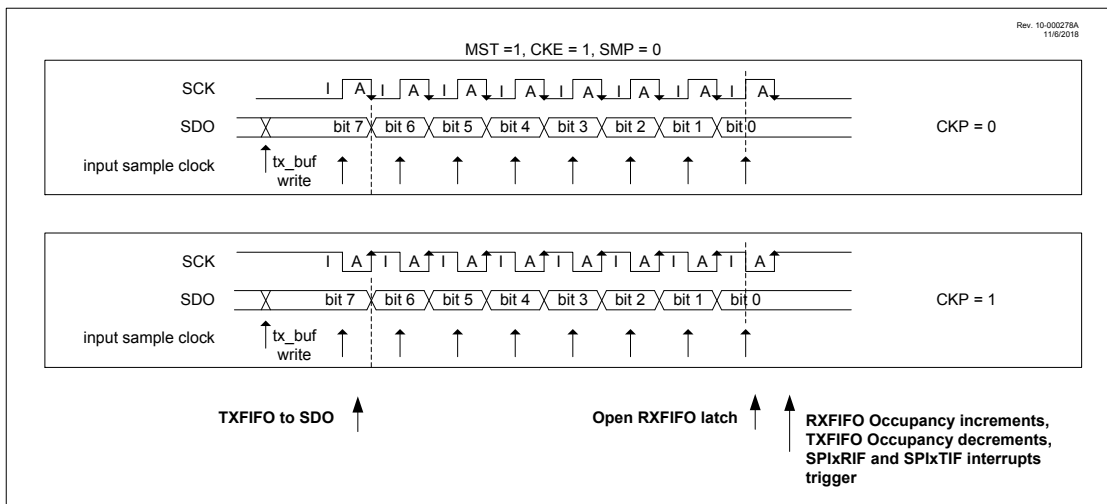 Rev. 10-000278A
11/6/2018
MST =1, CKE = 1, SMP = 0
SCK I A I A I A I A I A I A I A I A
SDO bit 7 bit 6 bit 5 bit 4 bit 3 bit 2 bit 1 bit 0 CKP = 0
input sample clock tx_buf
write
SCK I A I A I A I A I A I A I A I A
SDO bit 7 bit 6 bit 5 bit 4 bit 3 bit 2 bit 1 bit 0 CKP = 1
input sample clock tx_buf
write
TXFIFO to SDO
Open RXFIFO latch
RXFIFO Occupancy increments,
TXFIFO Occupancy decrements,
SPIxRIF and SPIxTIF interrupts
trigger